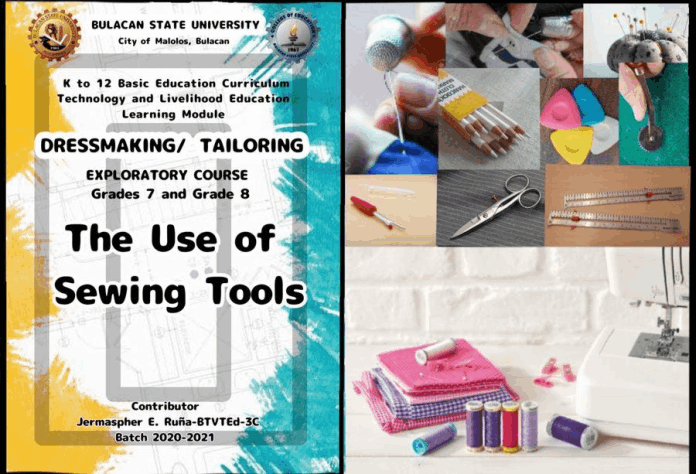 BULACAN STATE UNIVERSITY
City of Malolos, Bulacan
K to 12 Basic Education Curriculum
Technology and Livelihood Education
Learning Module
DRESSMAKING/ TAILORING
EXPLORATORY COURSE
Grades 7 and Grade 8
The Use of
Sewing Tools
Contributor
Jermaspher E. Ruña-BTVTEd-3C
Batch 2020-2021